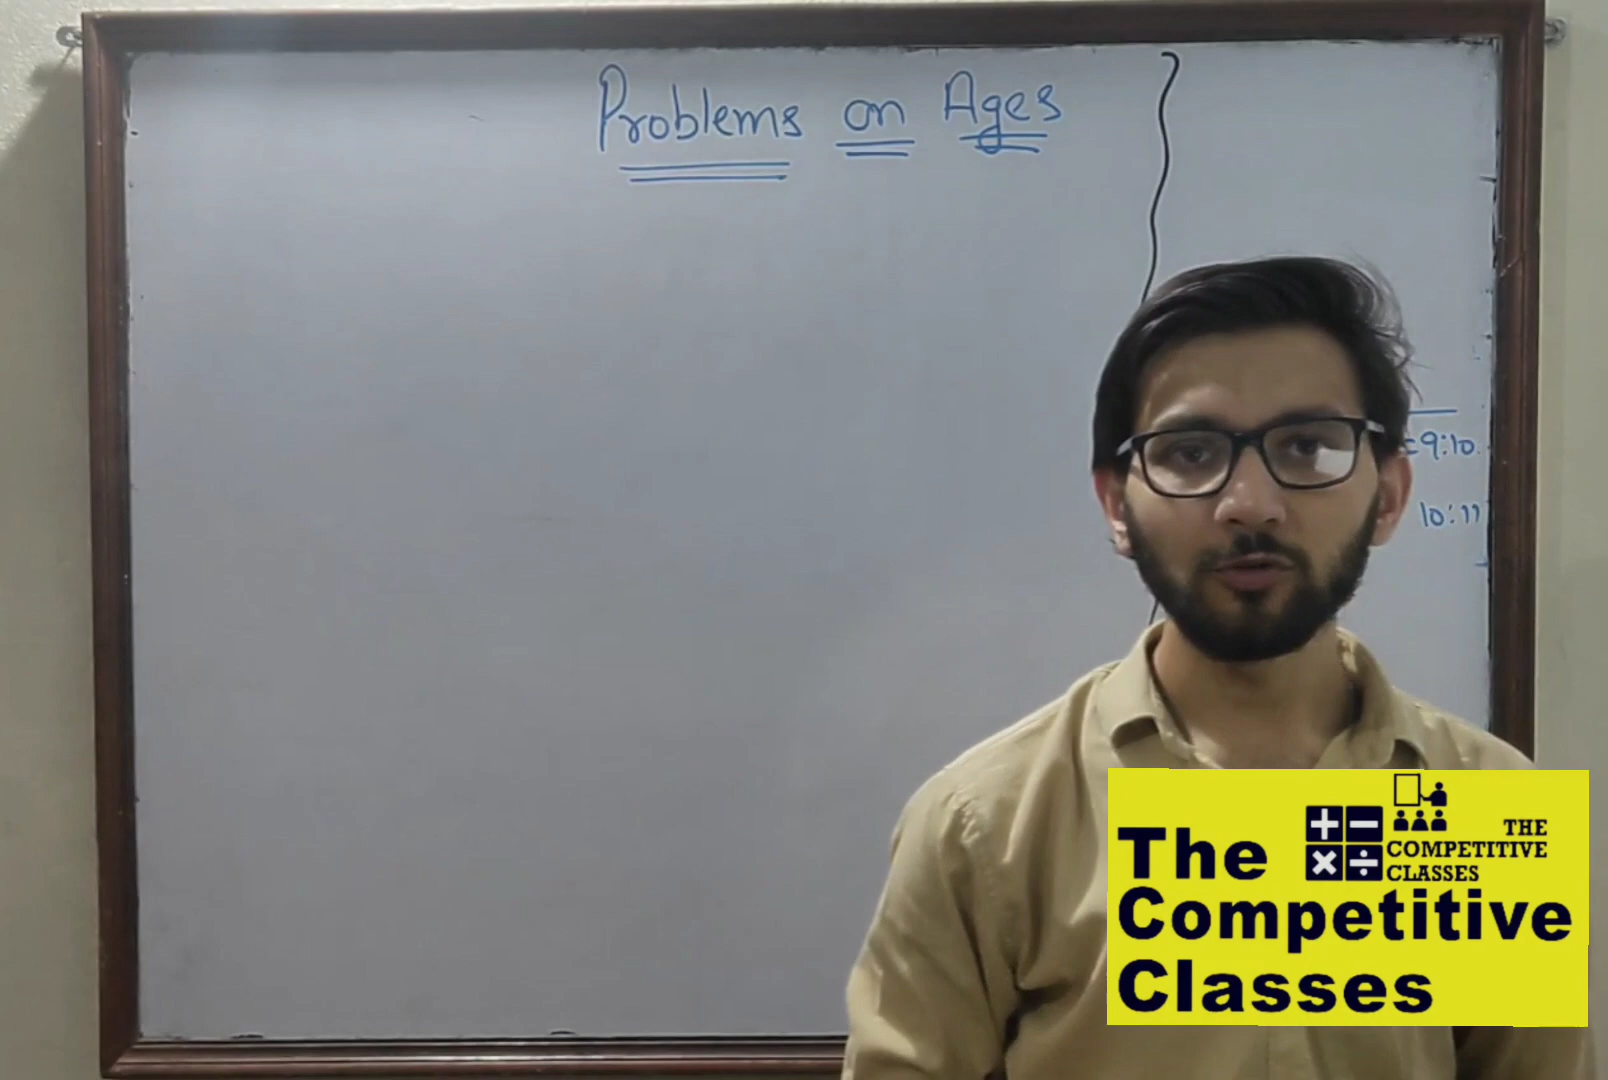 Problems on Ages
=9:10
10:11
THE
COMPETITIVE
CLASSES
The
Competitive
Classes